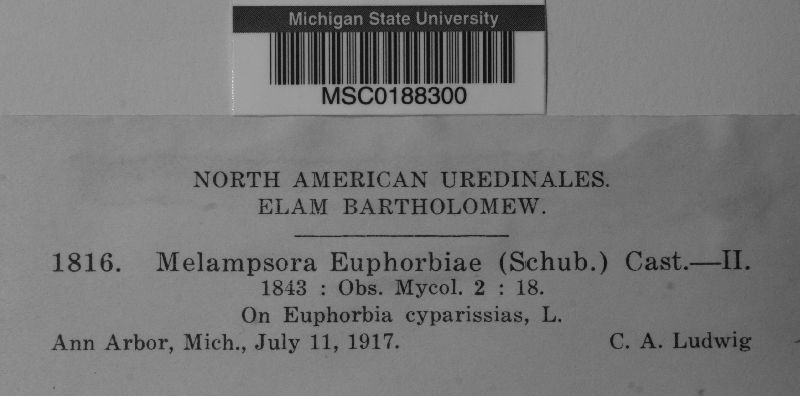 Michigan State University
MSC0188300
NORTH AMERICAN UREDINALES.
ELAM BARTHOLOMEW.
1816. Melampsora Euphorbiae (Schub.) Cast.—II.
1843 : Obs. Mycol. 2 : 18.
On Euphorbia cyparissias, L.
Ann Arbor, Mich., July 11, 1917. C. A. Ludwig